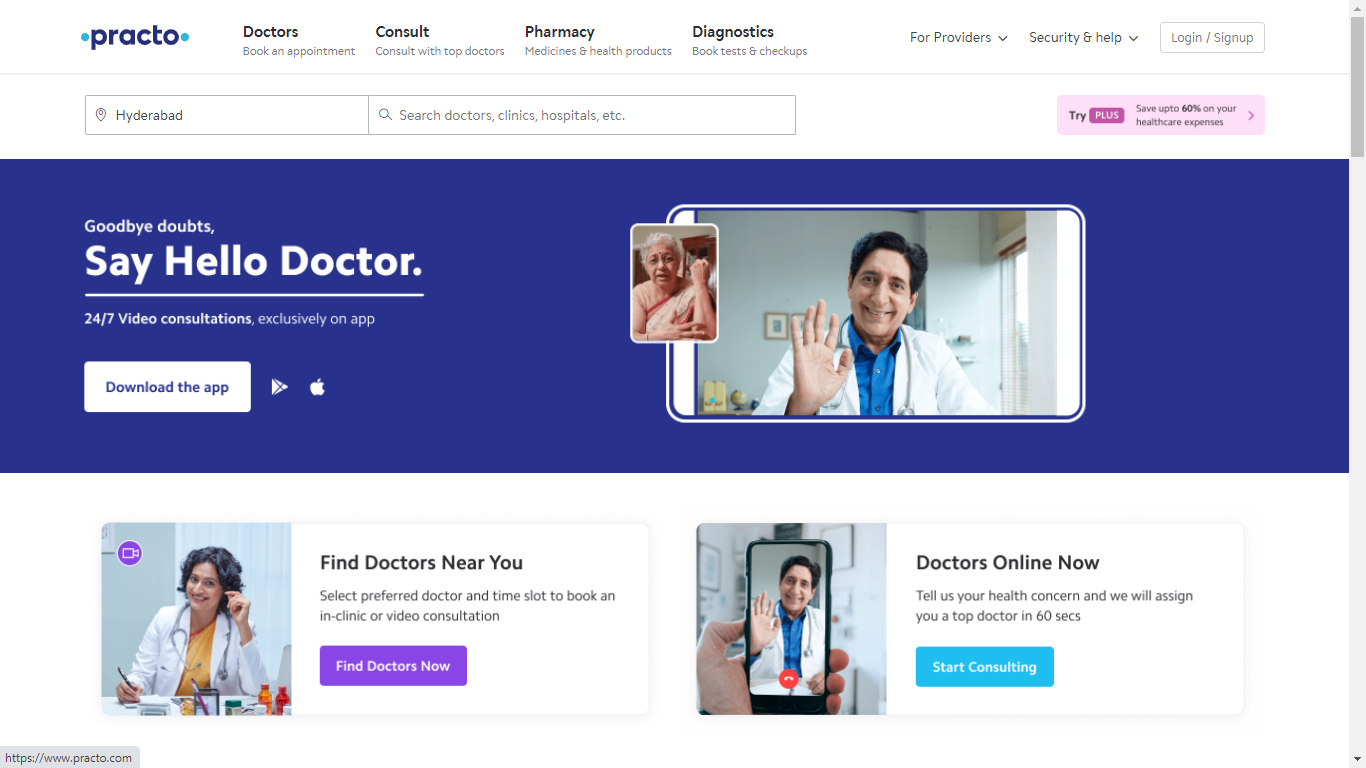 practo
Doctors
Book an appointment
Consult
Consult with top doctors
Pharmacy
Medicines & health products
Diagnostics
Book tests & checkups
For Providers
Security & help
Login / Signup
Hyderabad
Search doctors, clinics, hospitals, etc.
Try PLUS
Save upto 60% on your
healthcare expenses
Goodbye doubts,
Say Hello Doctor.
24/7 Video consultations, exclusively on app
Download the app
Find Doctors Near You
Select preferred doctor and time slot to book an
in-clinic or video consultation
Find Doctors Now
Doctors Online Now
Tell us your health concern and we will assign
you a top doctor in 60 secs
Start Consulting
https://www.practo.com